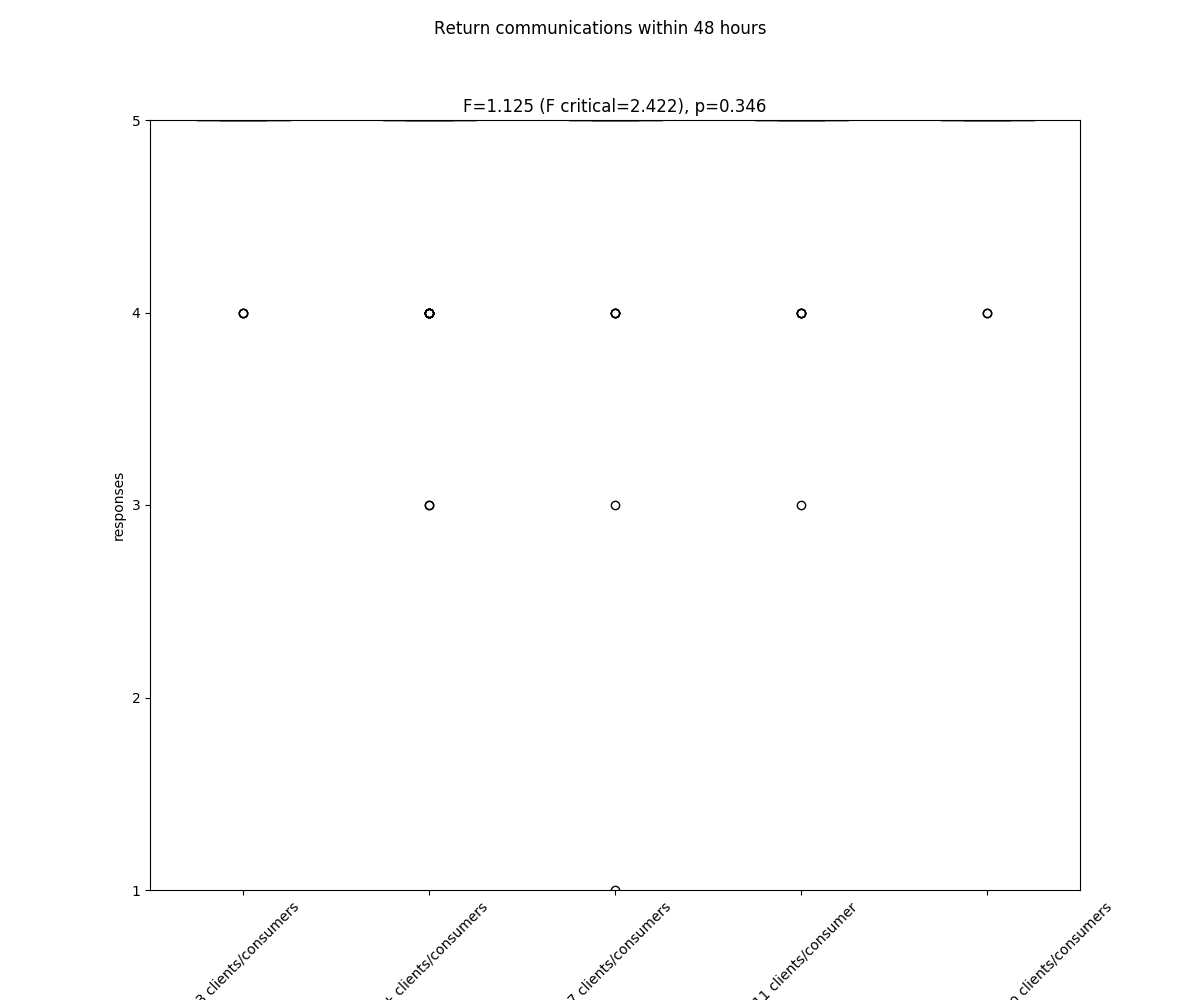 Return communications within 48 hours
F=1.125 (F critical=2.422), p=0.346
5
4
3
2
1
responses
3 clients/consumers
clients/consumers
7 clients/consumers
11 clients/consumer
clients/consumers